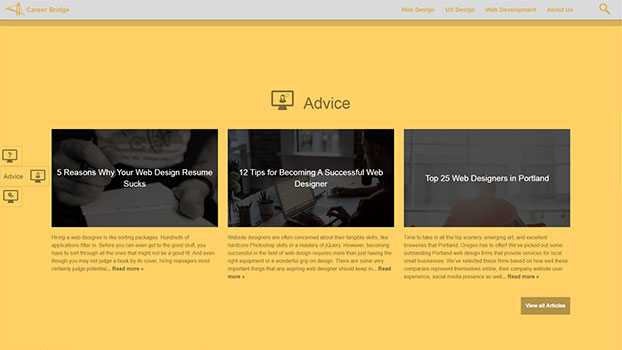 Career Bridge
Web Design
UX Design
Web Development
About Us
Advice
Advice
5 Reasons Why Your Web Design Resume
Sucks
Hiring a web designer is like sorting packages. Hundreds of
applications filter in. Before you can even get to the good stuff, you
have to sort through all the ones that might not be a good fit. And even
though you may not judge a book by its cover, hiring managers most
certainly judge potential... Read more »
12 Tips for Becoming A Successful Web
Designer
Website designers are often concerned about their tangible skills, like
hardcore Photoshop skills or a mastery of jQuery. However, becoming
successful in the field of web design requires more than just having the
right equipment or a wonderful grip on design. There are some very
important things that any aspiring web designer should keep in... Read
more »
Top 25 Web Designers in Portland
Time to take in all the hip scenery, emerging art, and excellent
breweries that Portland, Oregon has to offer! We've picked out some
outstanding Portland web design firms that provide services for local
small businesses. We've selected these firms based on how well these
companies represent themselves online, their company website
user experience, social media presence as well... Read more »
View all Articles